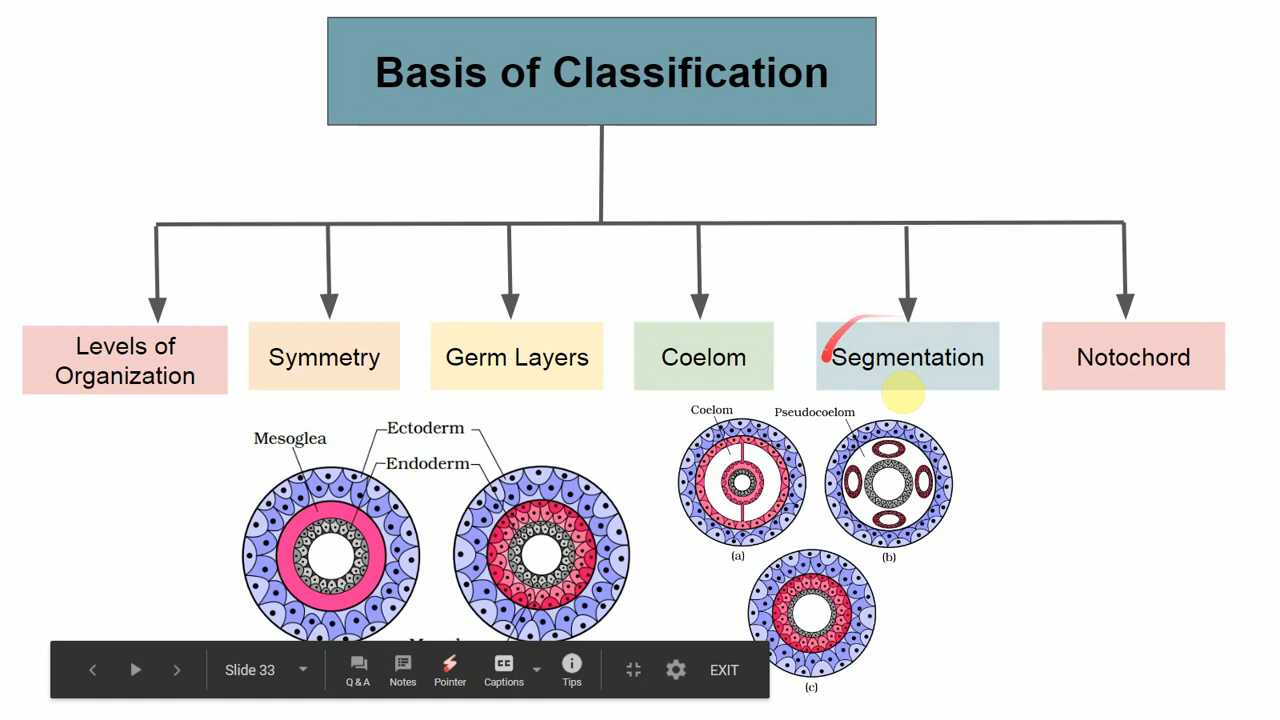 Basis of Classification
Levels of
Organization
Symmetry
Germ Layers
Coelom
Segmentation
Notochord
Mesoglea
Ectoderm
Endoderm
Coelom
Pseudocoelom
(a)
(b)
(c)
Slide 33
Q & A
Notes
Pointer
CC
Captions
Tips
EXIT